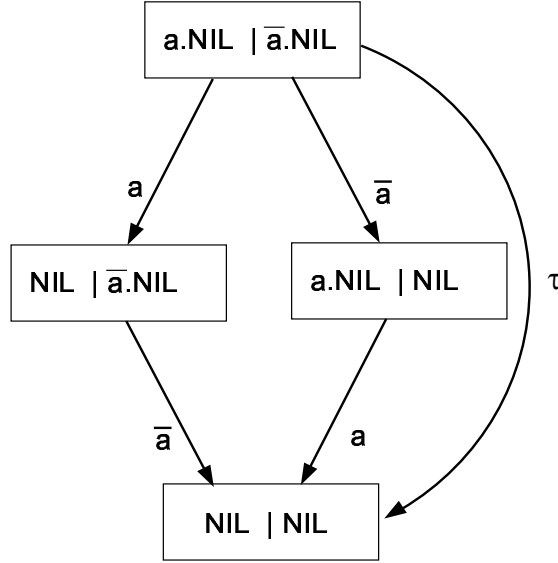 a.NIL | a̅.NIL
a
a̅
NIL | a̅.NIL
a.NIL | NIL
τ
a̅
a
NIL | NIL